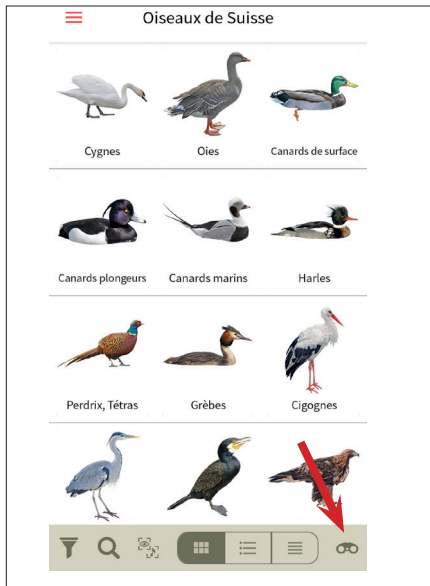 Oiseaux de Suisse
Cygnes
Oies
Canards de surface
Canards plongeurs
Canards marins
Harles
Perdrix, Tétras
Grèbes
Cigognes